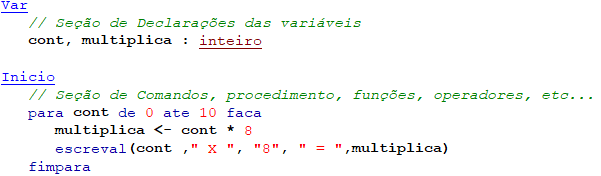 Var
// Seção de Declarações das variáveis
cont, multiplica : inteiro
Inicio
// Seção de Comandos, procedimento, funções, operadores, etc...
para cont de 0 ate 10 faca
multiplica <- cont * 8
escreval(cont ," X ", "8", " = ",multiplica)
fimpara